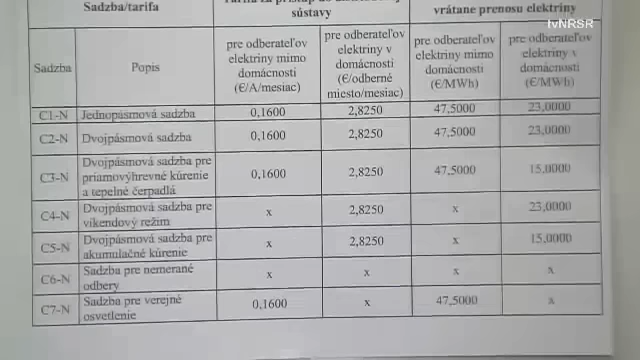 tvNRSR
Sadzba/tarifa
sústavy
vrátane prenosu elektriny
Sadzba
Popis
pre odberateľov
elektriny mimo
domácnosti
(€/A/mesiac)
pre odberateľov
elektriny v
domácnosti
(€/odberné
miesto/mesiac)
pre odberateľov
elektriny mimo
domácnosti
(€/MWh)
pre odberateľov
elektriny v
domácnosti
(€/MWh)
C1-N Jednopásmová sadzba 0,1600 2,8250 47,5000 23,0000
C2-N Dvojpásmová sadzba 0,1600 2,8250 47,5000 23,0000
Dvojpásmová sadzba pre
C3-N priamovýhrevné kúrenie 0,1600 2,8250 47,5000 15,0000
a tepelné čerpadlá
C4-N Dvojpásmová sadzba pre x 2,8250 x 23,0000
víkendový režim
C5-N Dvojpásmová sadzba pre x 2,8250 x 15,0000
akumulačné kúrenie
C6-N Sadzba pre nemerané x x x x
odbery
C7-N Sadzba pre verejné 0,1600 x 47,5000 x
osvetlenie